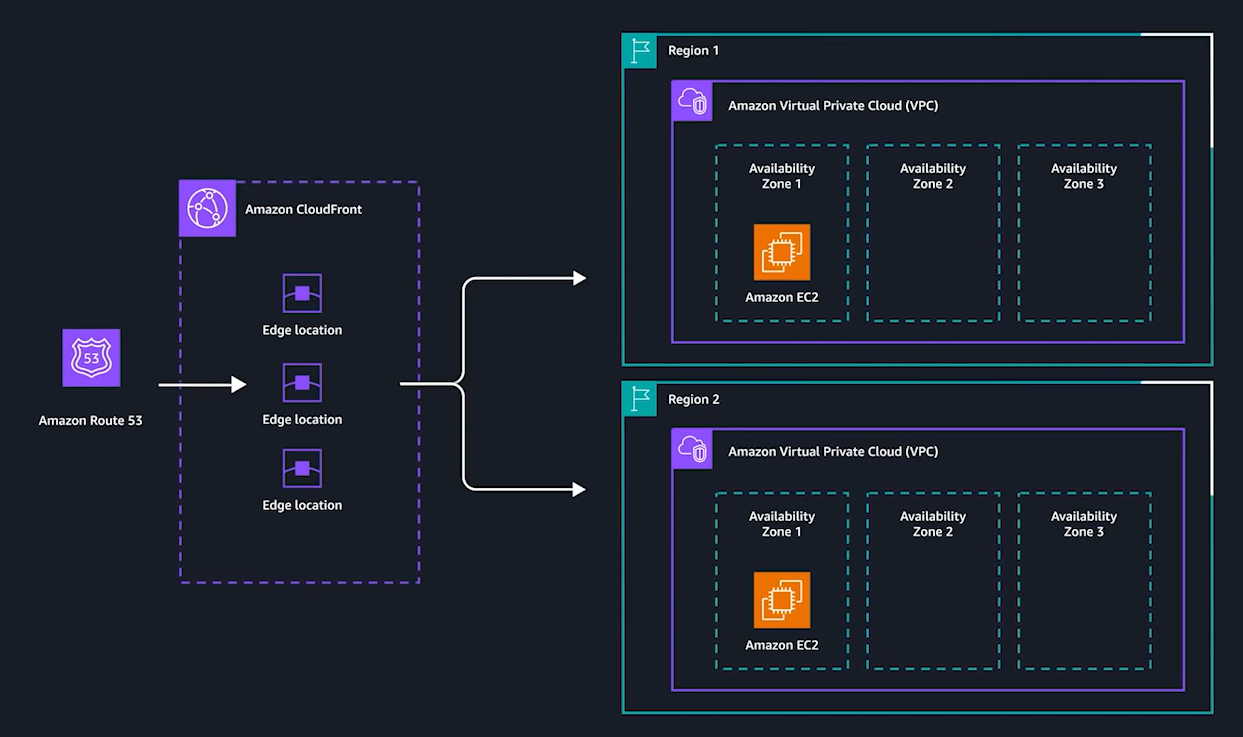 Region 1
Amazon Virtual Private Cloud (VPC)
Availability
Zone 1
Availability
Zone 2
Availability
Zone 3
Amazon EC2
Amazon CloudFront
Edge location
Edge location
Edge location
53
Amazon Route 53
Region 2
Amazon Virtual Private Cloud (VPC)
Availability
Zone 1
Availability
Zone 2
Availability
Zone 3
Amazon EC2